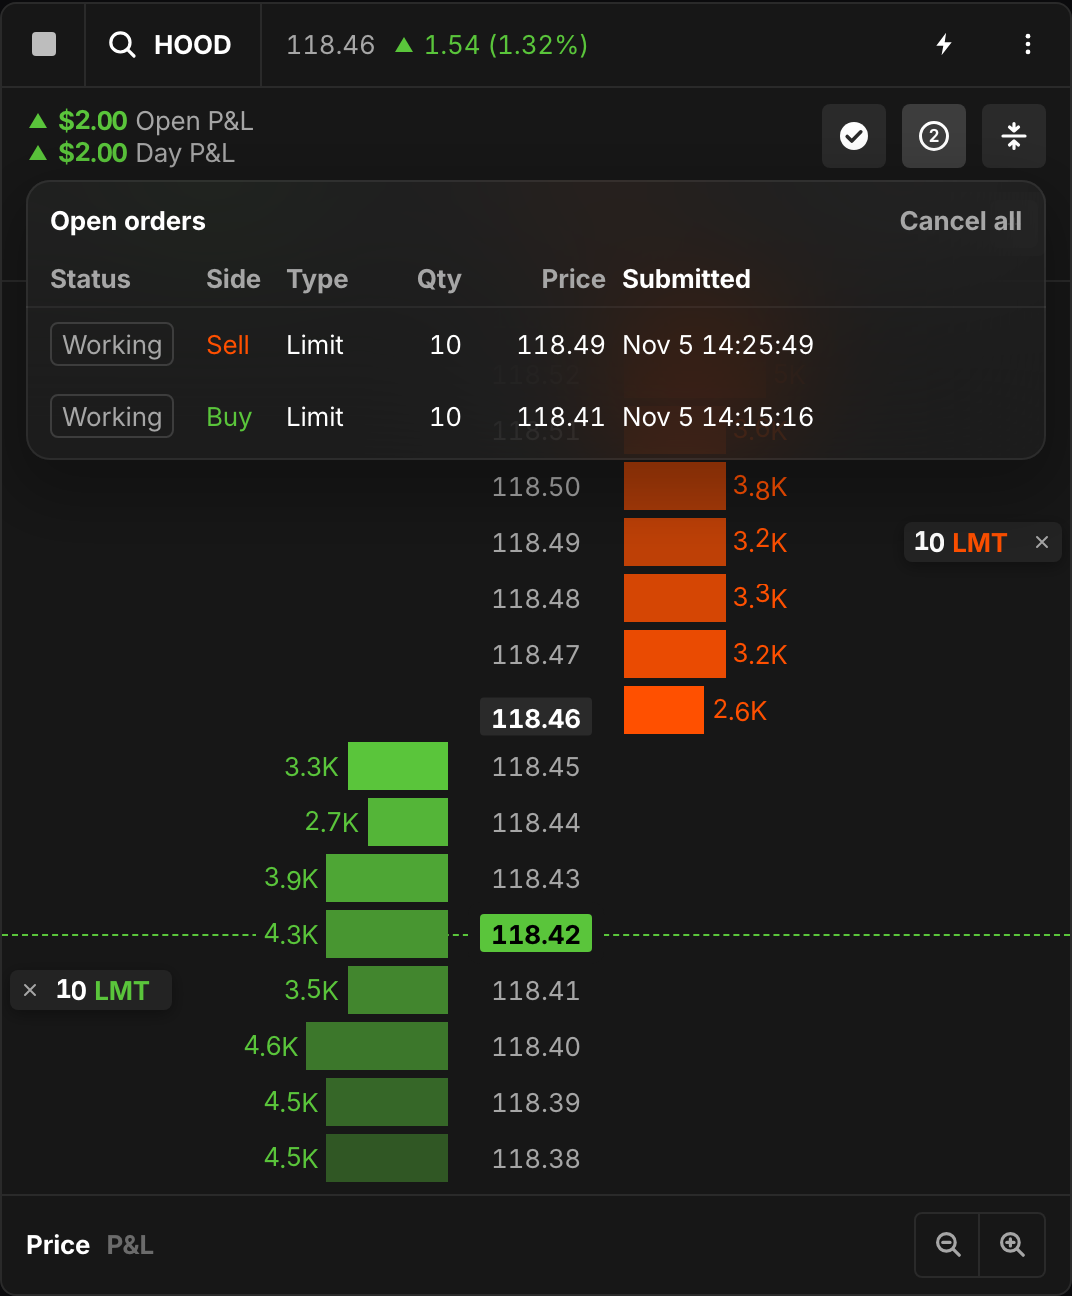 HOOD 118.46 1.54 (1.32%)
$2.00 Open P&L
$2.00 Day P&L
2
Open orders Cancel all
Status Side Type Qty Price Submitted
Working Sell Limit 10 118.49 Nov 5 14:25:49
Working Buy Limit 10 118.41 Nov 5 14:15:16
118.50 3.8K
118.49 3.2K 10 LMT ×
118.48 3.3K
118.47 3.2K
118.46 2.6K
3.3K 118.45
2.7K 118.44
3.9K 118.43
4.3K 118.42
× 10 LMT 3.5K 118.41
4.6K 118.40
4.5K 118.39
4.5K 118.38
Price P&L